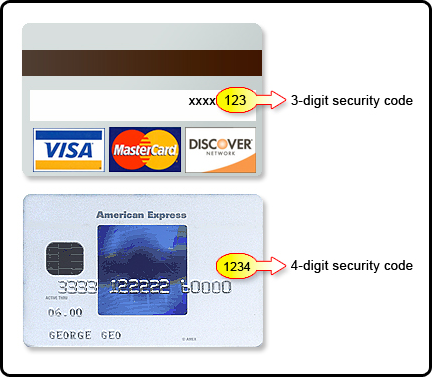 xxxx 123 3-digit security code
VISA MasterCard DISCOVER
NETWORK
American Express
1234 4-digit security code
3333 122222 10000
ACTIVE THRU
06.00
GEORGE GEO
© AMEX